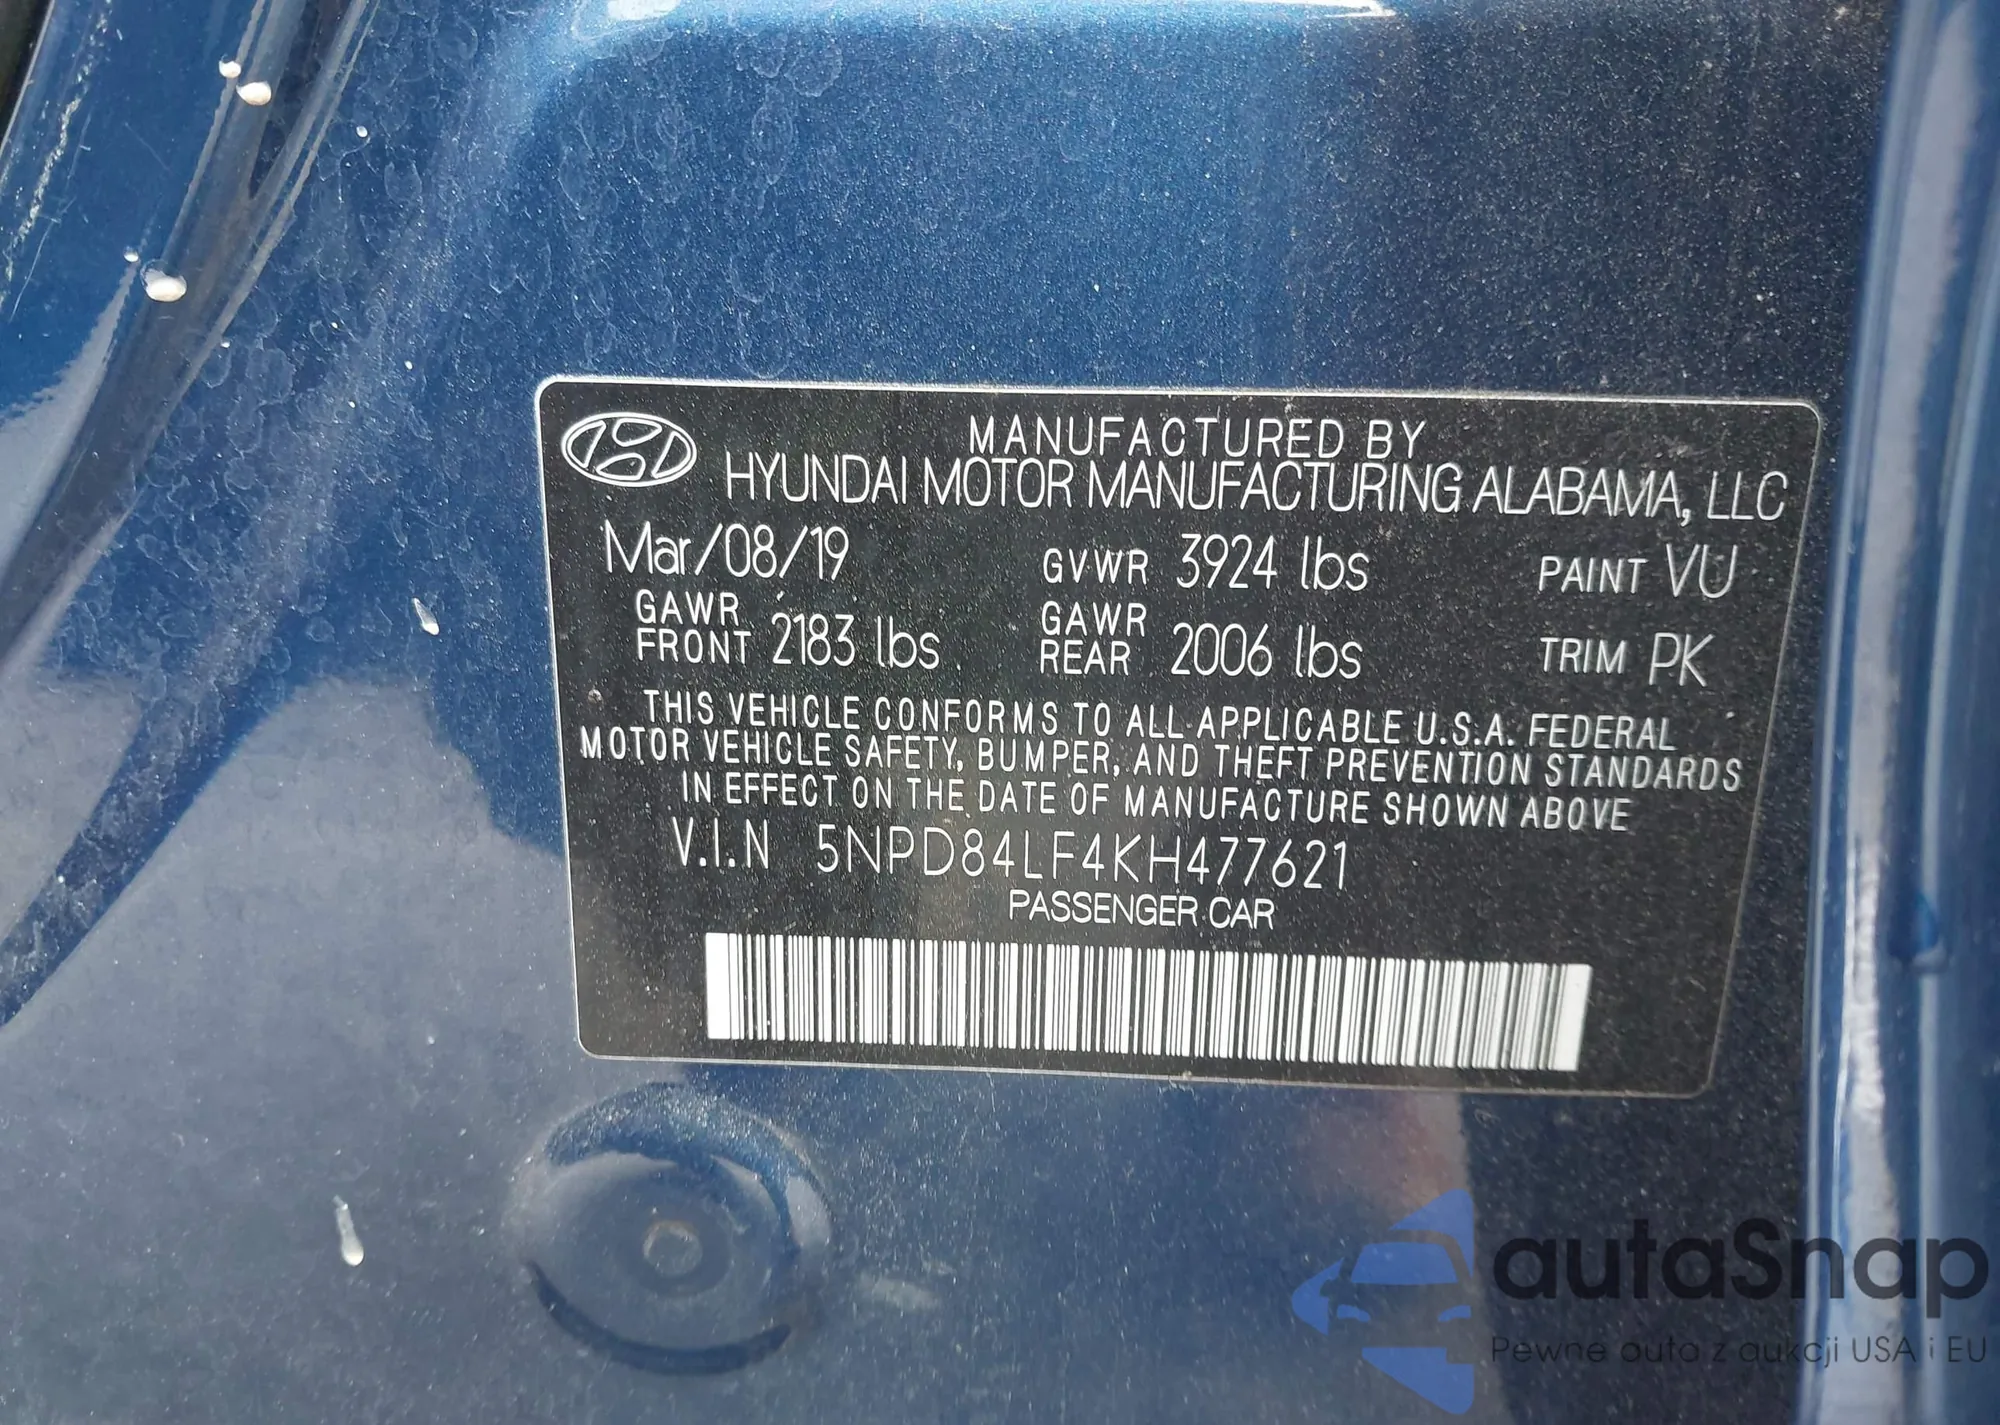 MANUFACTURED BY
HYUNDAI MOTOR MANUFACTURING ALABAMA, LLC
Mar/08/19 GVWR 3924 lbs PAINT VU
GAWR FRONT 2183 lbs GAWR REAR 2006 lbs TRIM PK
THIS VEHICLE CONFORMS TO ALL APPLICABLE U.S.A. FEDERAL
MOTOR VEHICLE SAFETY, BUMPER, AND THEFT PREVENTION STANDARDS
IN EFFECT ON THE DATE OF MANUFACTURE SHOWN ABOVE
V.I.N 5NPD84LF4KH477621
PASSENGER CAR
autaSnap
Pewne auta z aukcji USA i EU